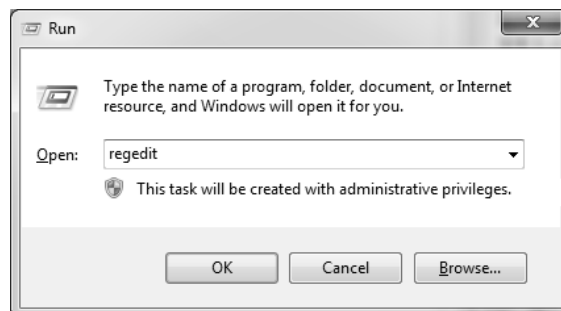 Run
Type the name of a program, folder, document, or Internet
resource, and Windows will open it for you.
Open: regedit
This task will be created with administrative privileges.
OK Cancel Browse...